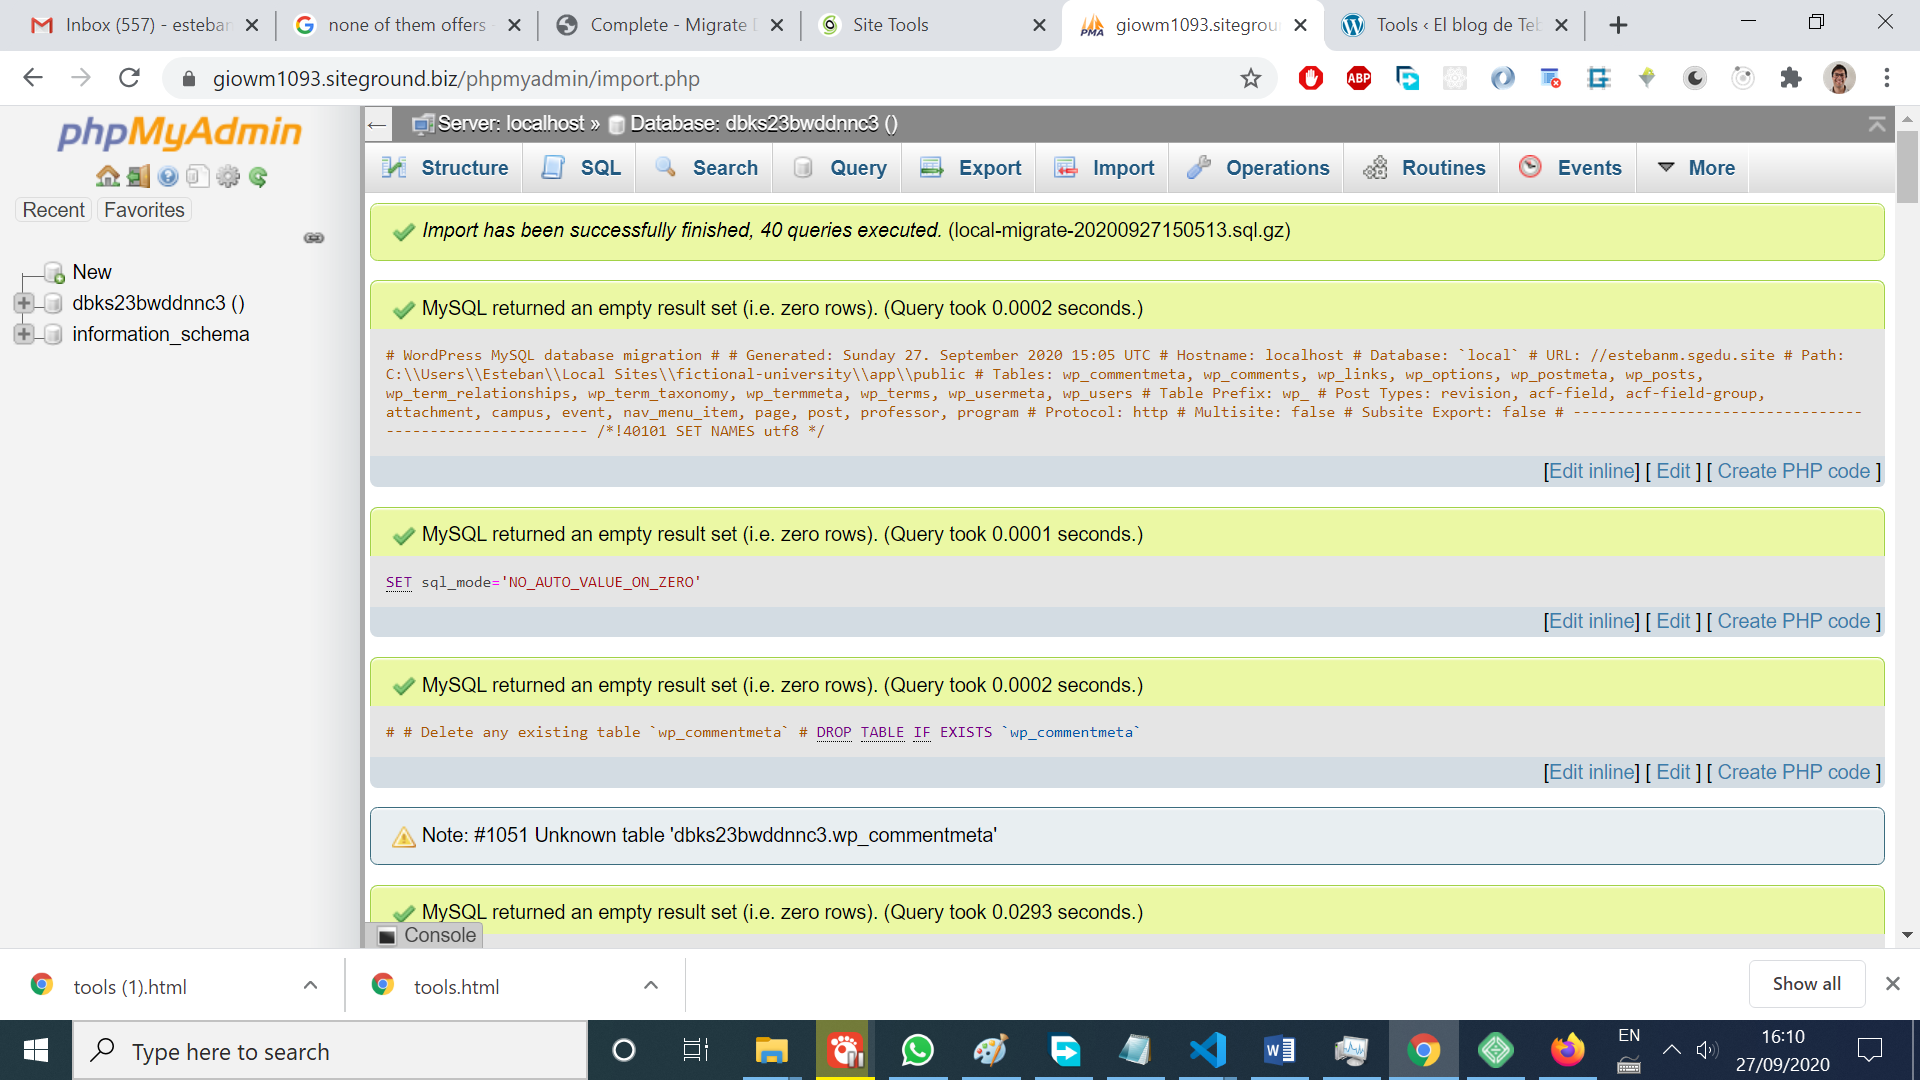 Inbox (557) - esteban
none of them offers -
Complete - Migrate D
Site Tools
giowm1093.sitegrou
Tools ‹ El blog de Teb
giowm1093.siteground.biz/phpmyadmin/import.php
phpMyAdmin
Recent
Favorites
New
dbks23bwddnnc3 ()
information_schema
Server: localhost » Database: dbks23bwddnnc3 ()
Structure
SQL
Search
Query
Export
Import
Operations
Routines
Events
More
Import has been successfully finished, 40 queries executed. (local-migrate-20200927150513.sql.gz)
MySQL returned an empty result set (i.e. zero rows). (Query took 0.0002 seconds.)
# WordPress MySQL database migration # # Generated: Sunday 27. September 2020 15:05 UTC # Hostname: localhost # Database: `local` # URL: //estebanm.sgedu.site # Path:
C:\\Users\\Esteban\\Local Sites\\fictional-university\\app\\public # Tables: wp_commentmeta, wp_comments, wp_links, wp_options, wp_postmeta, wp_posts,
wp_term_relationships, wp_term_taxonomy, wp_termmeta, wp_terms, wp_usermeta, wp_users # Table Prefix: wp_ # Post Types: revision, acf-field, acf-field-group,
attachment, campus, event, nav_menu_item, page, post, professor, program # Protocol: http # Multisite: false # Subsite Export: false # ---------------------------------
----------------------- /*!40101 SET NAMES utf8 */
[Edit inline] [ Edit ] [ Create PHP code ]
MySQL returned an empty result set (i.e. zero rows). (Query took 0.0001 seconds.)
SET sql_mode='NO_AUTO_VALUE_ON_ZERO'
[Edit inline] [ Edit ] [ Create PHP code ]
MySQL returned an empty result set (i.e. zero rows). (Query took 0.0002 seconds.)
# # Delete any existing table `wp_commentmeta` # DROP TABLE IF EXISTS `wp_commentmeta`
[Edit inline] [ Edit ] [ Create PHP code ]
Note: #1051 Unknown table 'dbks23bwddnnc3.wp_commentmeta'
MySQL returned an empty result set (i.e. zero rows). (Query took 0.0293 seconds.)
Console
tools (1).html
tools.html
Show all
Type here to search
EN
16:10
27/09/2020